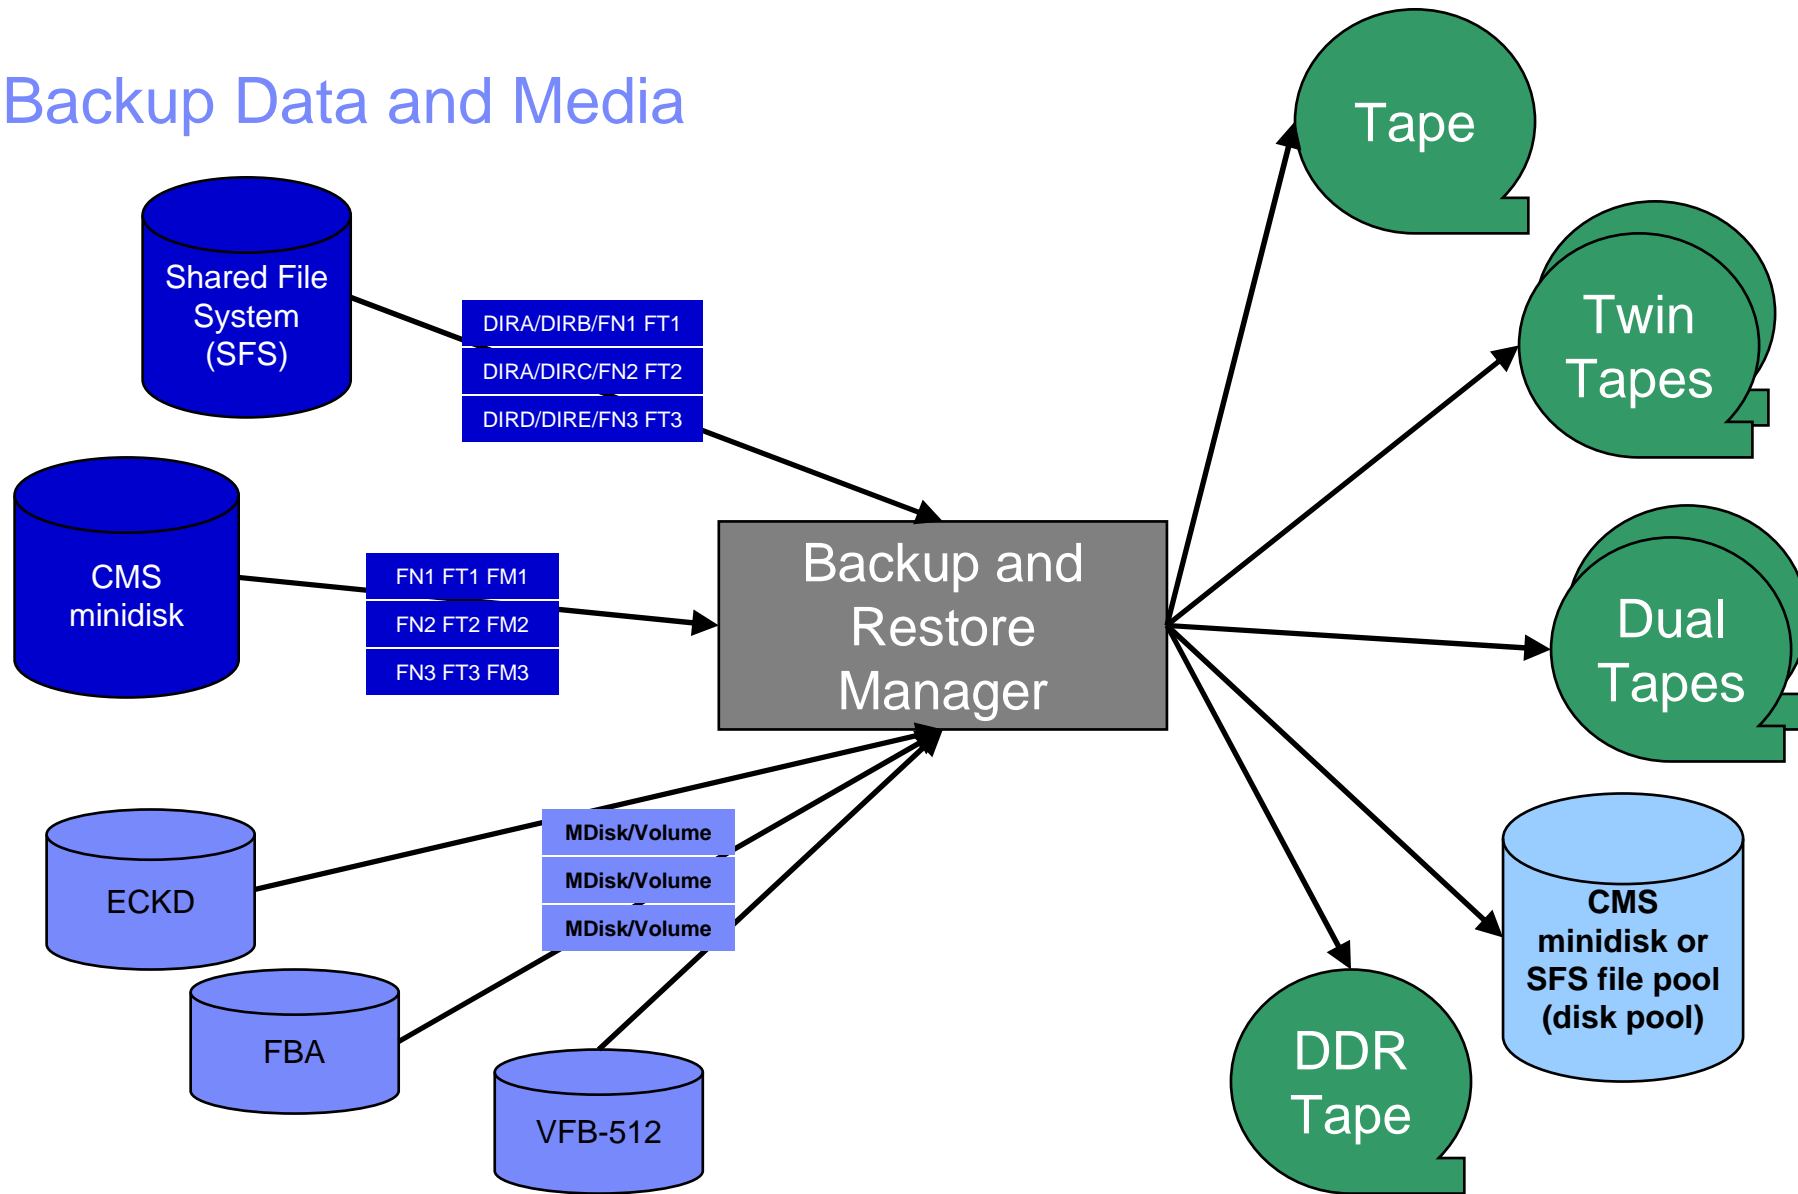 Backup Data and Media
Shared File
System
(SFS)
DIRA/DIRB/FN1 FT1
DIRA/DIRC/FN2 FT2
DIRD/DIRE/FN3 FT3
CMS
minidisk
FN1 FT1 FM1
FN2 FT2 FM2
FN3 FT3 FM3
ECKD
FBA
VFB-512
MDisk/Volume
MDisk/Volume
MDisk/Volume
Backup and
Restore
Manager
Tape
Twin
Tapes
Dual
Tapes
CMS
minidisk or
SFS file pool
(disk pool)
DDR
Tape